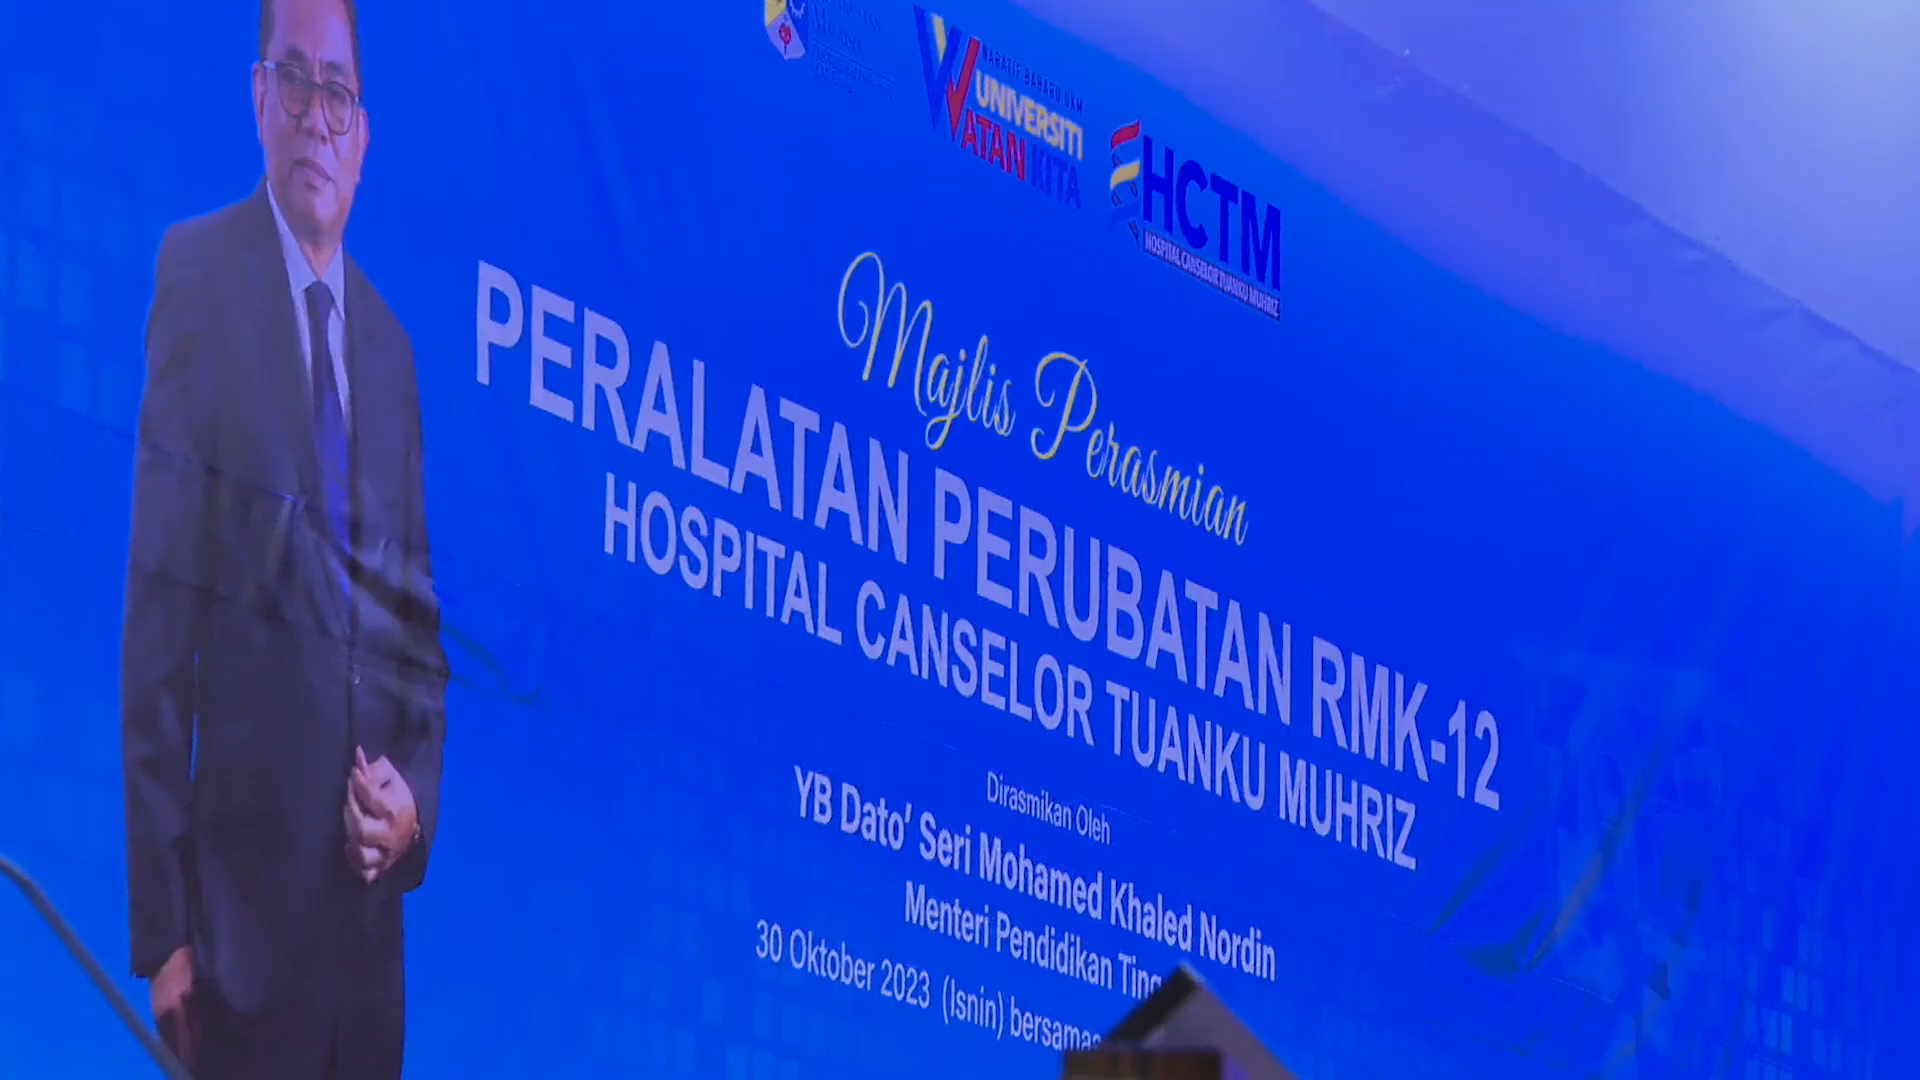 NARATIF BAHARU UKM
UNIVERSITI
WATAN KITA
HCTM
HOSPITAL CANSELOR TUANKU MUHRIZ
Majlis Perasmian
PERALATAN PERUBATAN RMK-12
HOSPITAL CANSELOR TUANKU MUHRIZ
Dirasmikan Oleh
YB Dato' Seri Mohamed Khaled Nordin
Menteri Pendidikan Ting
30 Oktober 2023 (Isnin) bersama